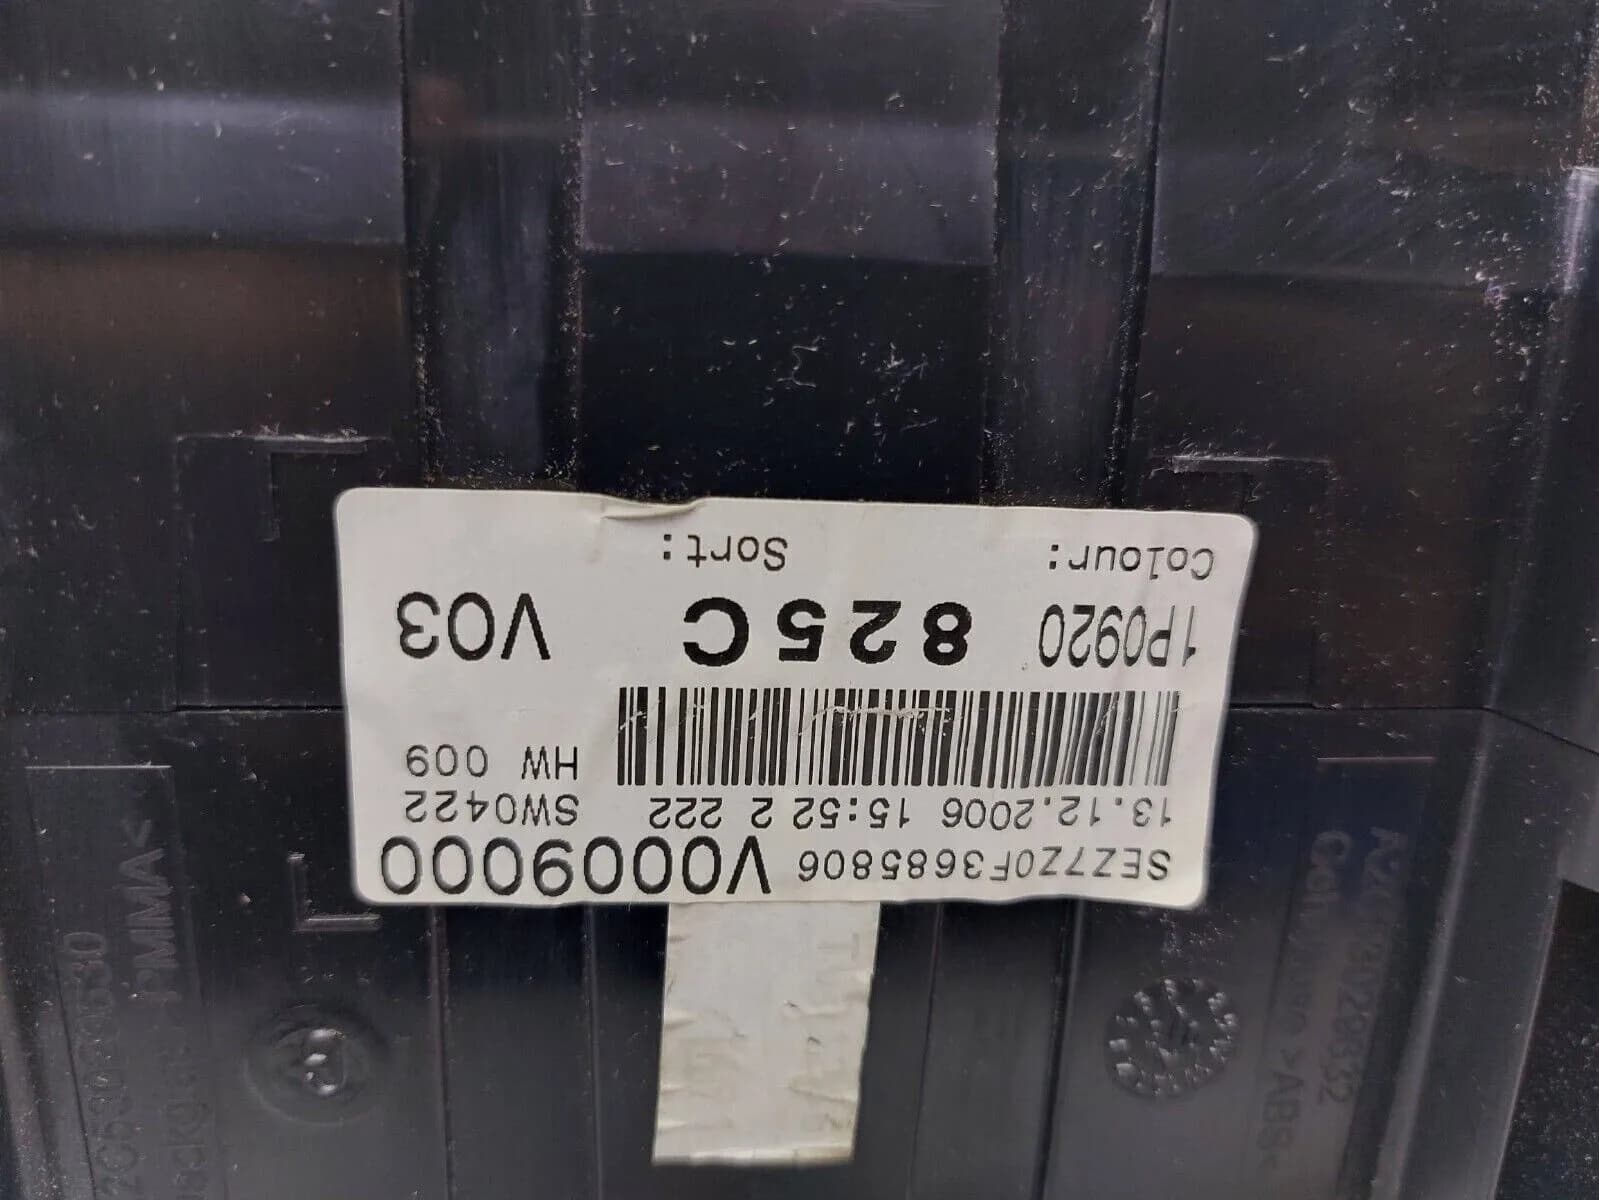 SEZ7Z0F3685806 V0009000
13.12.2006 15:52 2 222 SW0422
HW 009
1P0920 825C V03
Colour: Sort:
>PMMA<
>ABS<